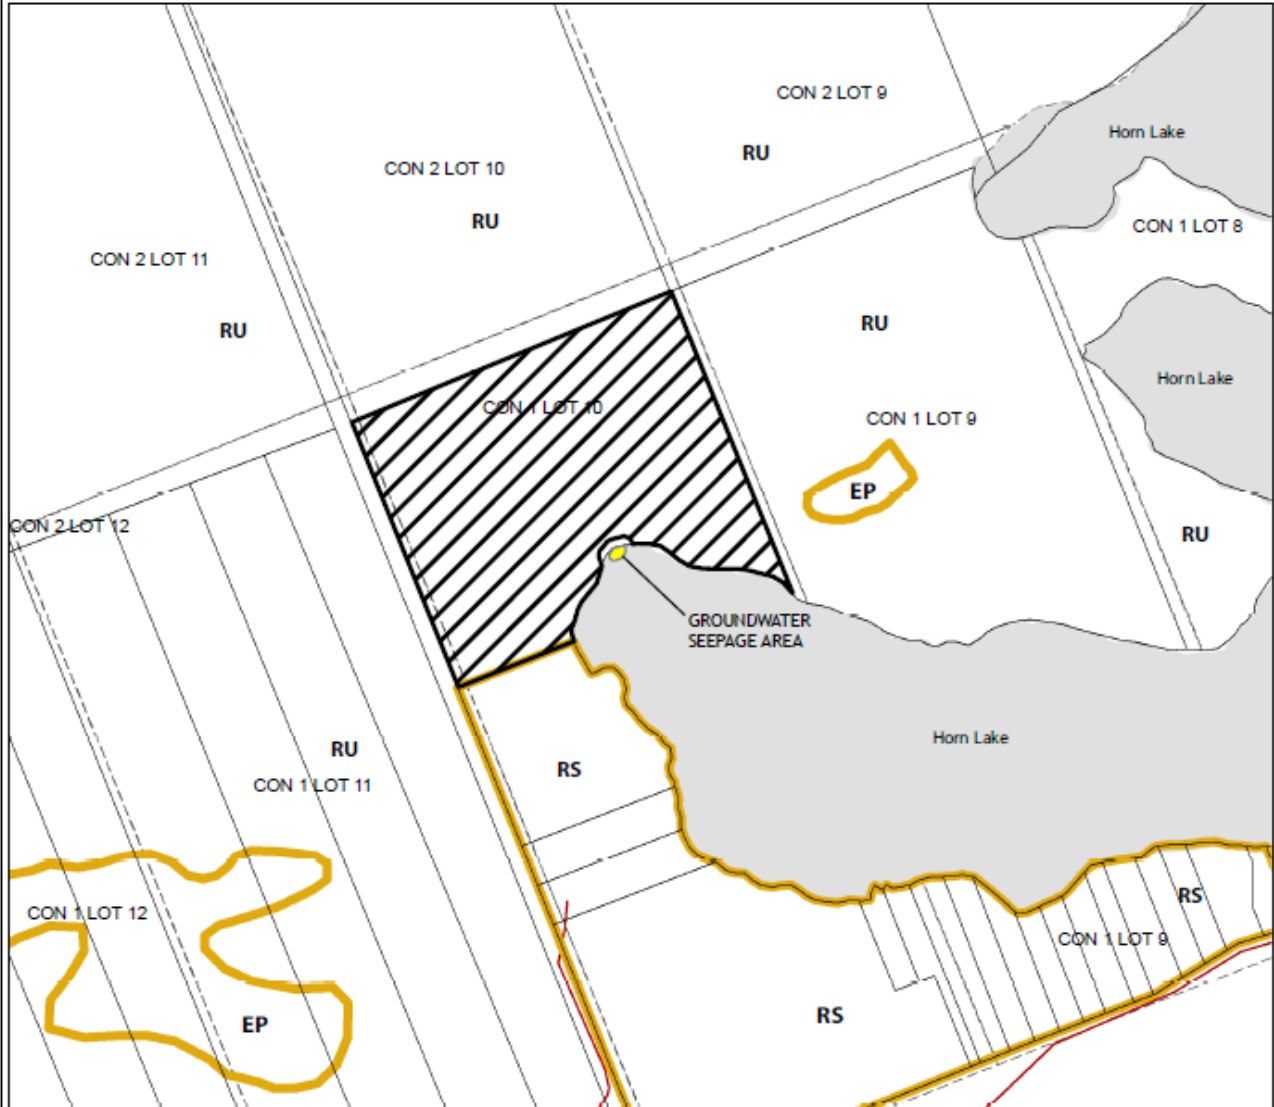 CON 2 LOT 9
RU
Horn Lake
CON 2 LOT 10
RU
CON 1 LOT 8
CON 2 LOT 11
RU
RU
Horn Lake
CON 1 LOT 10
CON 1 LOT 9
EP
CON 2 LOT 12
RU
GROUNDWATER
SEEPAGE AREA
Horn Lake
RU
RS
CON 1 LOT 11
RS
CON 1 LOT 12
CON 1 LOT 9
RS
EP